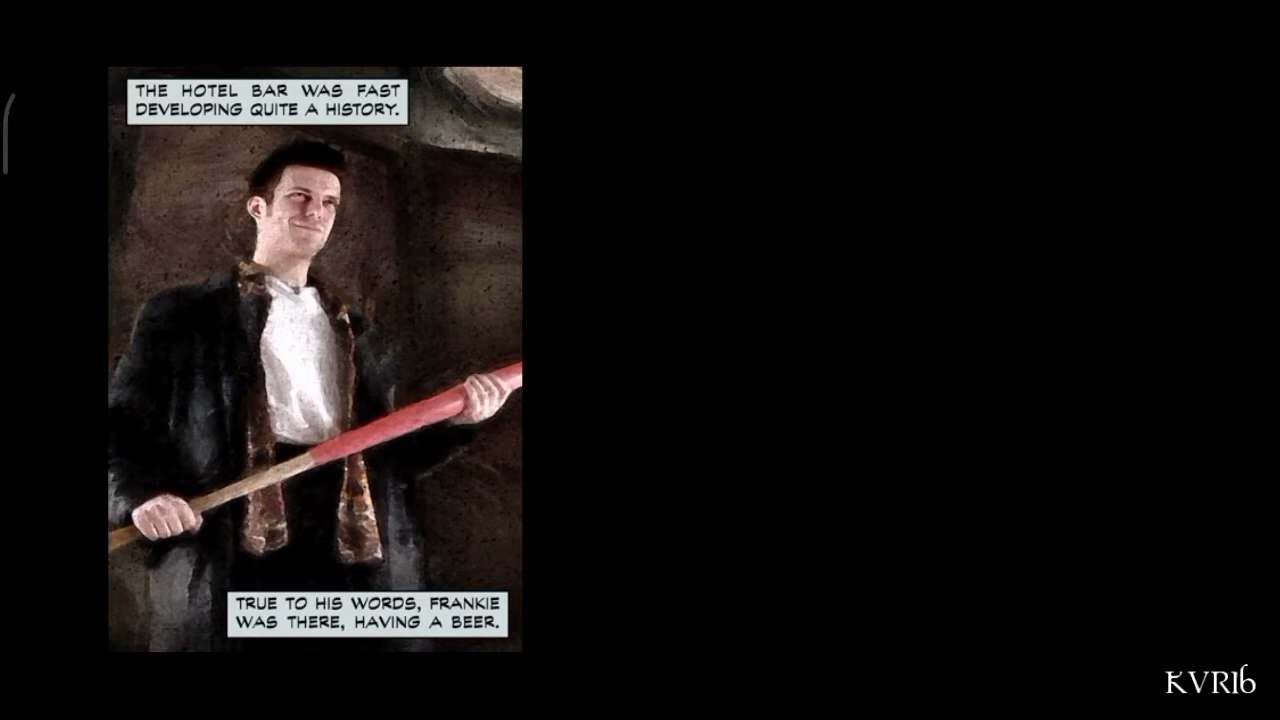 THE HOTEL BAR WAS FAST
DEVELOPING QUITE A HISTORY.
TRUE TO HIS WORDS, FRANKIE
WAS THERE, HAVING A BEER.
KVR16